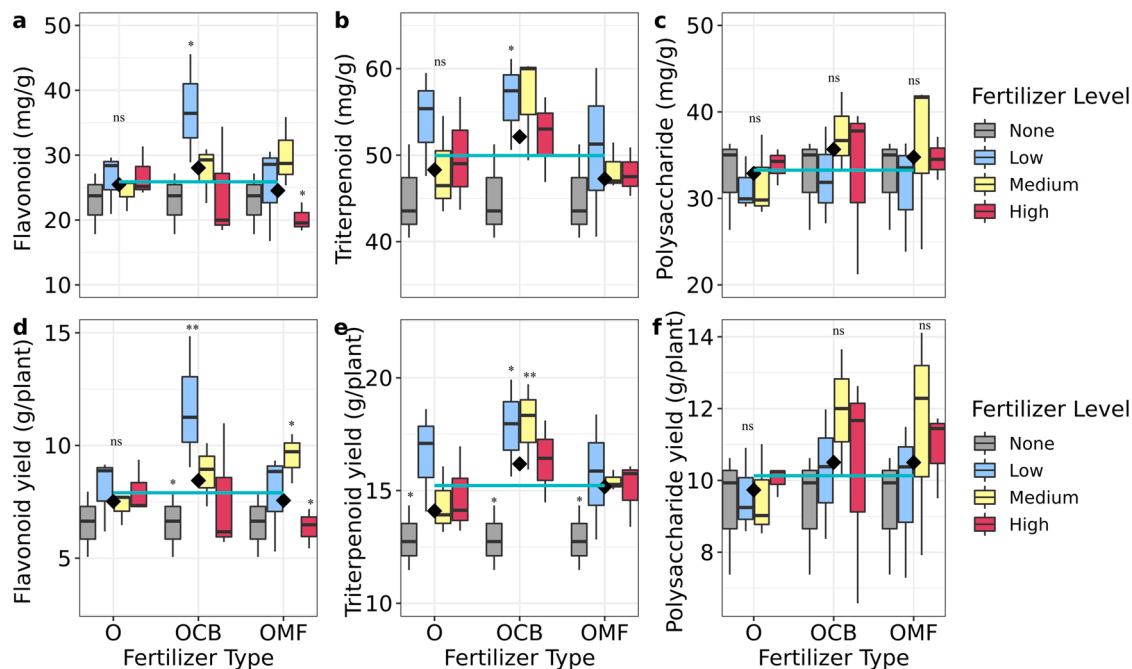 a
b
c
Flavonoid (mg/g)
50
40
30
20
10
ns
*
*
Triterpenoid (mg/g)
60
50
40
ns
*
Polysaccharide (mg/g)
50
40
30
20
ns
ns
ns
Fertilizer Level
None
Low
Medium
High
d
e
f
Flavonoid yield (g/plant)
15
10
5
ns
*
**
*
*
O
OCB
OMF
Fertilizer Type
Triterpenoid yield (g/plant)
20
15
10
*
*
*
**
*
O
OCB
OMF
Fertilizer Type
Polysaccharide yield (g/plant)
14
12
10
8
ns
ns
ns
O
OCB
OMF
Fertilizer Type
Fertilizer Level
None
Low
Medium
High